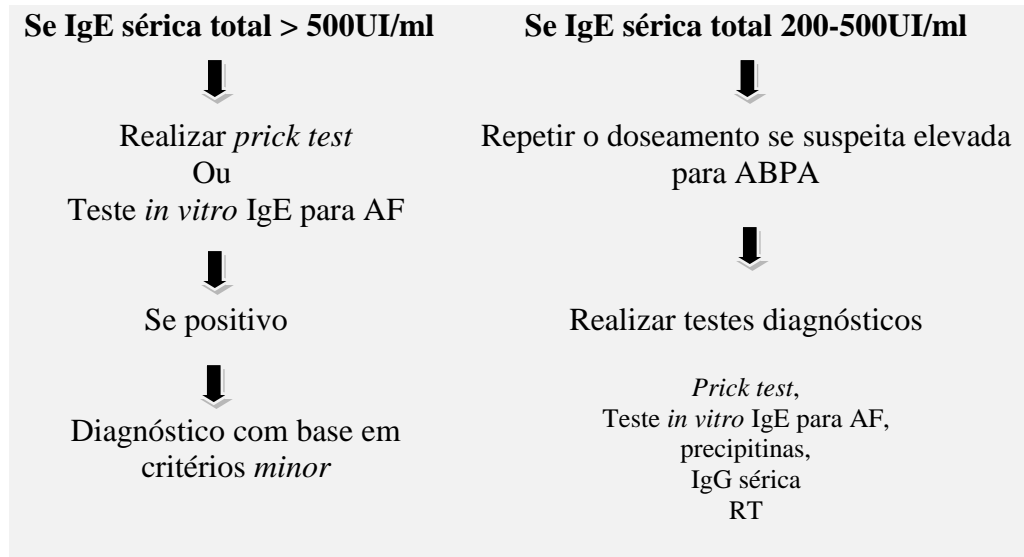 Se IgE sérica total > 500UI/ml
Realizar prick test
Ou
Teste in vitro IgE para AF
Se positivo
Diagnóstico com base em
critérios minor
Se IgE sérica total 200-500UI/ml
Repetir o doseamento se suspeita elevada
para ABPA
Realizar testes diagnósticos
Prick test,
Teste in vitro IgE para AF,
precipitinas,
IgG sérica
RT